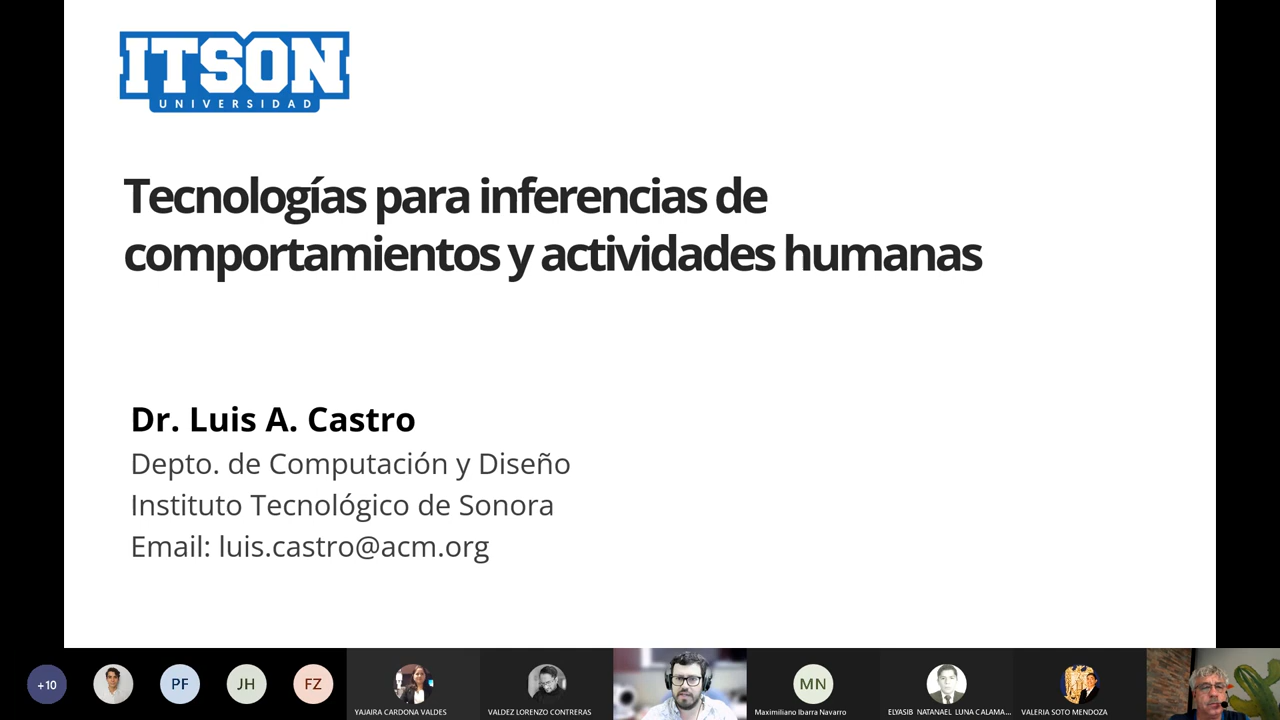 ITSON
UNIVERSIDAD
Tecnologías para inferencias de
comportamientos y actividades humanas
Dr. Luis A. Castro
Depto. de Computación y Diseño
Instituto Tecnológico de Sonora
Email: luis.castro@acm.org
+10
PF
JH
FZ
MN
YAJAIRA CARDONA VALDES
VALDEZ LORENZO CONTRERAS
Maximiliano Ibarra Navarro
ELYASIB NATANAEL LUNA CALAMA...
VALERIA SOTO MENDOZA